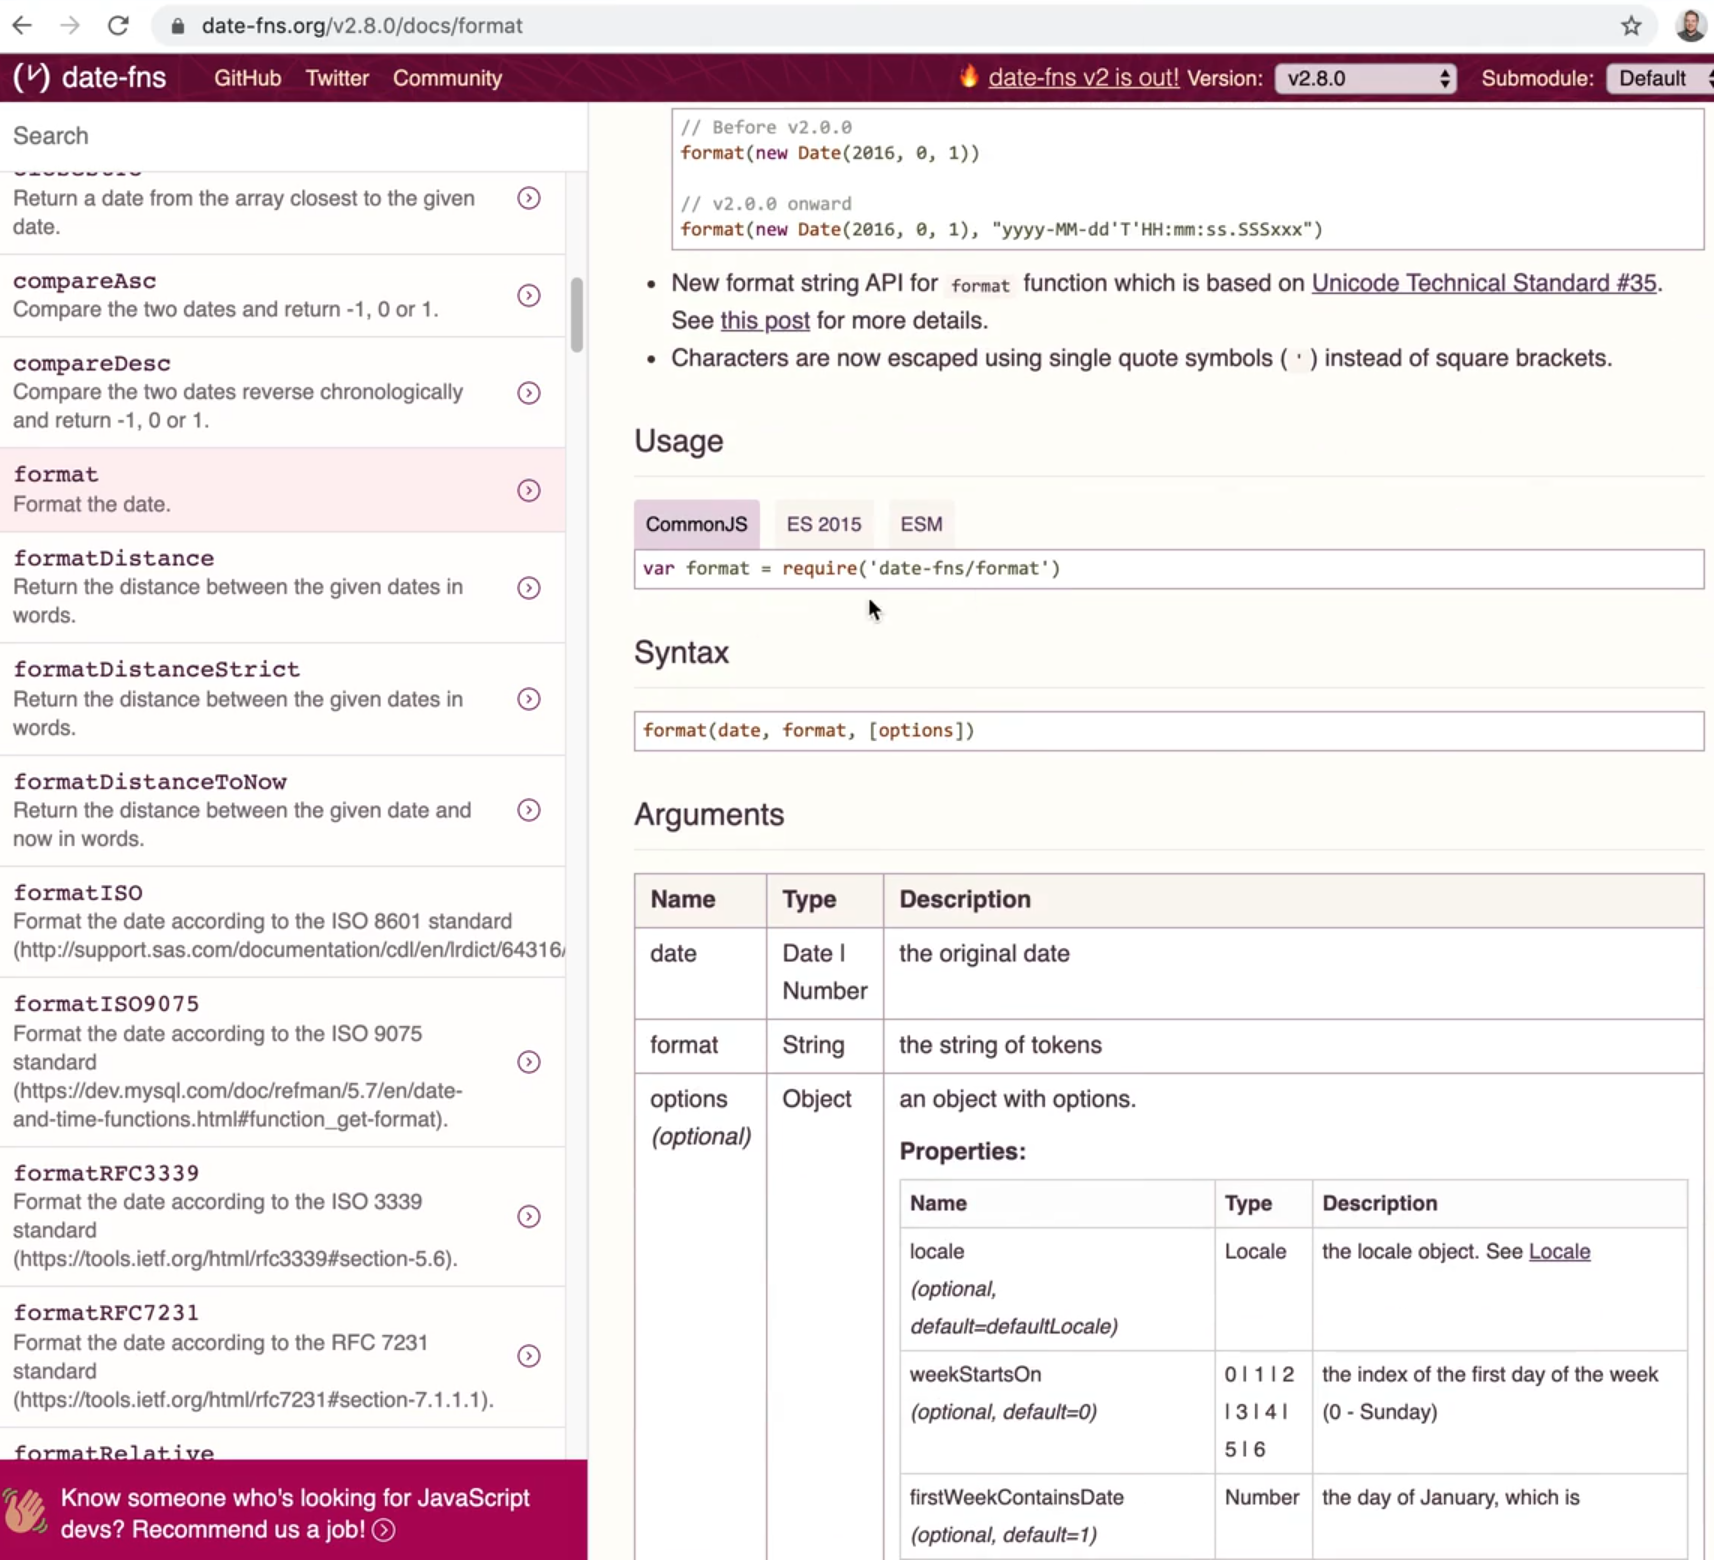 date-fns.org/v2.8.0/docs/format
date-fns
GitHub
Twitter
Community
date-fns v2 is out!
Version:
v2.8.0
Submodule:
Default
Search
Return a date from the array closest to the given
date.
compareAsc
Compare the two dates and return -1, 0 or 1.
compareDesc
Compare the two dates reverse chronologically
and return -1, 0 or 1.
format
Format the date.
formatDistance
Return the distance between the given dates in
words.
formatDistanceStrict
Return the distance between the given dates in
words.
formatDistanceToNow
Return the distance between the given date and
now in words.
formatISO
Format the date according to the ISO 8601 standard
(http://support.sas.com/documentation/cdl/en/lrdict/64316/
formatISO9075
Format the date according to the ISO 9075
standard
(https://dev.mysql.com/doc/refman/5.7/en/date-
and-time-functions.html#function_get-format).
formatRFC3339
Format the date according to the ISO 3339
standard
(https://tools.ietf.org/html/rfc3339#section-5.6).
formatRFC7231
Format the date according to the RFC 7231
standard
(https://tools.ietf.org/html/rfc7231#section-7.1.1.1).
formatRelative
Know someone who's looking for JavaScript
devs? Recommend us a job!
// Before v2.0.0
format(new Date(2016, 0, 1))
// v2.0.0 onward
format(new Date(2016, 0, 1), "yyyy-MM-dd'T'HH:mm:ss.SSSxxx")
• New format string API for format function which is based on Unicode Technical Standard #35.
See this post for more details.
• Characters are now escaped using single quote symbols ( ' ) instead of square brackets.
Usage
CommonJS
ES 2015
ESM
var format = require('date-fns/format')
Syntax
format(date, format, [options])
Arguments
Name Type Description
date Date | the original date
Number
format String the string of tokens
options Object an object with options.
(optional)
Properties:
Name Type Description
locale Locale the locale object. See Locale
(optional,
default=defaultLocale)
weekStartsOn 0 | 1 | 2 the index of the first day of the week
(optional, default=0) | 3 | 4 | (0 - Sunday)
5 | 6
firstWeekContainsDate Number the day of January, which is
(optional, default=1)